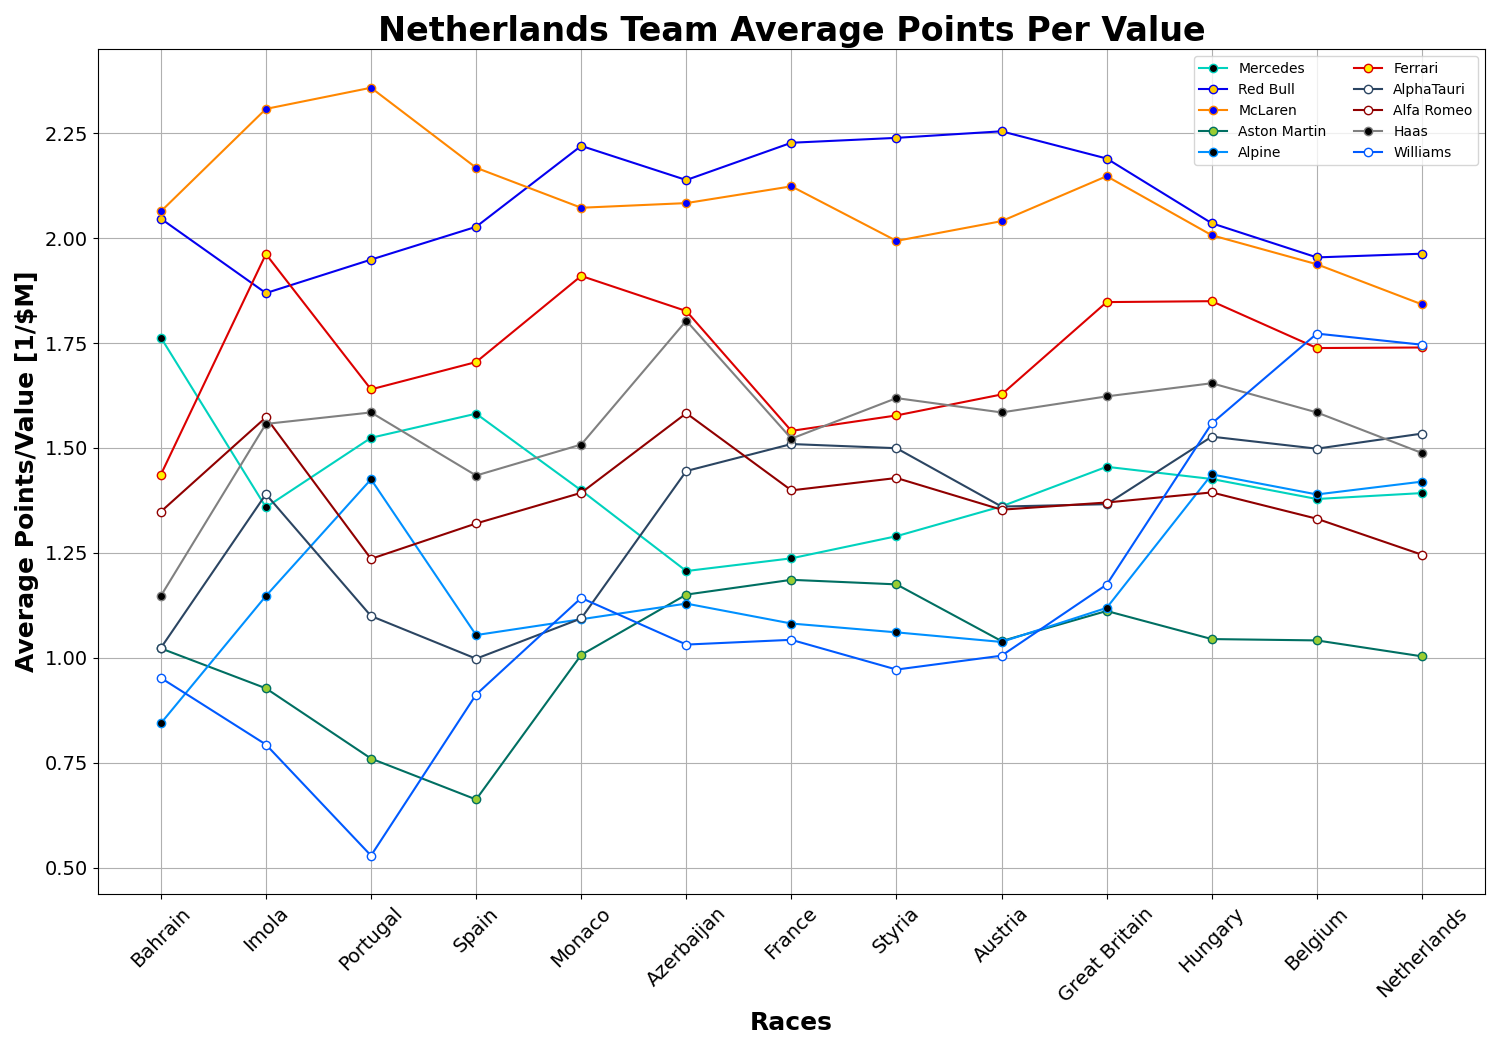 Netherlands Team Average Points Per Value
Mercedes
Red Bull
McLaren
Aston Martin
Alpine
Ferrari
AlphaTauri
Alfa Romeo
Haas
Williams
Average Points/Value [1/$M]
2.25
2.00
1.75
1.50
1.25
1.00
0.75
0.50
Bahrain
Imola
Portugal
Spain
Monaco
Azerbaijan
France
Styria
Austria
Great Britain
Hungary
Belgium
Netherlands
Races